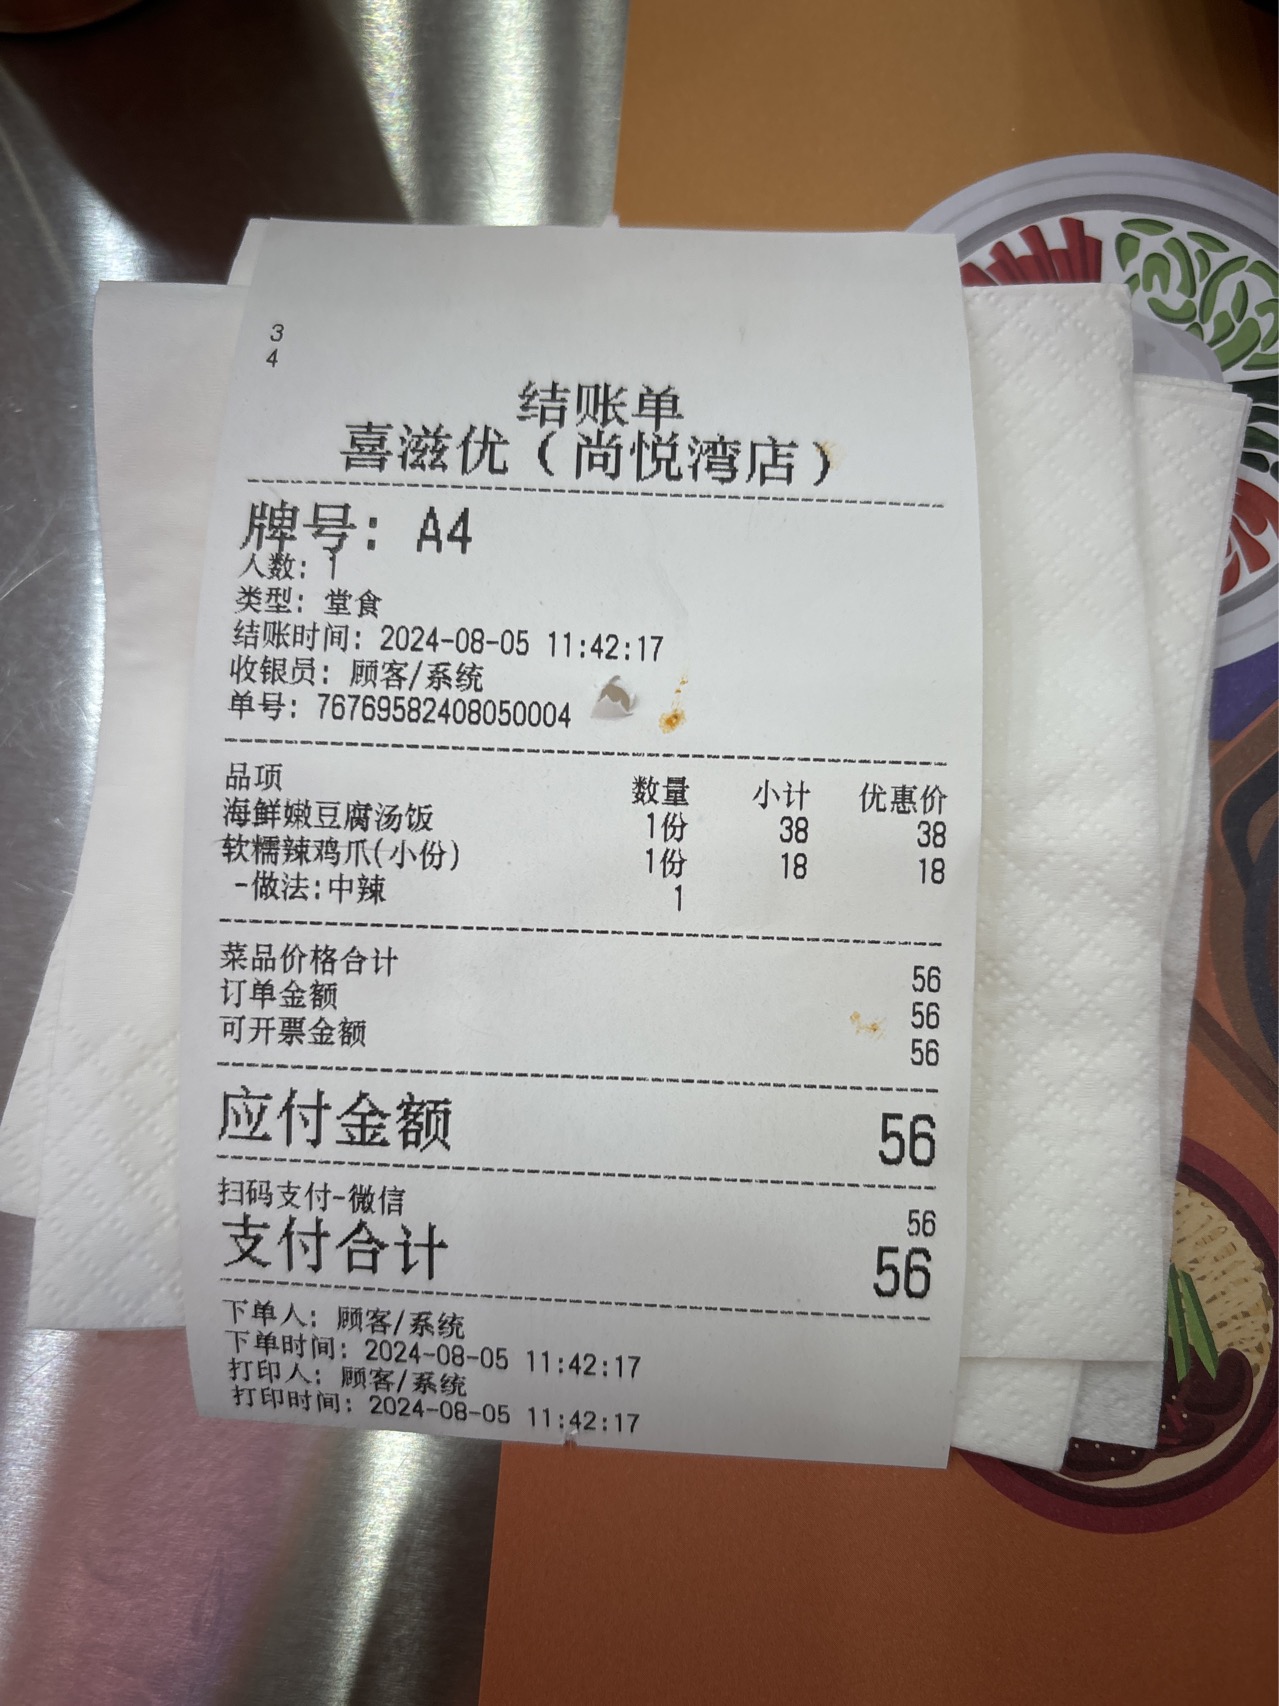 3
4
结账单
喜滋优（尚悦湾店）
牌号：A4
人数：1
类型：堂食
结账时间：2024-08-05 11:42:17
收银员：顾客/系统
单号：76769582408050004
品项 数量 小计 优惠价
海鲜嫩豆腐汤饭 1份 38 38
软糯辣鸡爪(小份) 1份 18 18
-做法:中辣 1
菜品价格合计 56
订单金额 56
可开票金额 56
应付金额 56
扫码支付-微信 56
支付合计 56
下单人：顾客/系统
下单时间：2024-08-05 11:42:17
打印人：顾客/系统
打印时间：2024-08-05 11:42:17